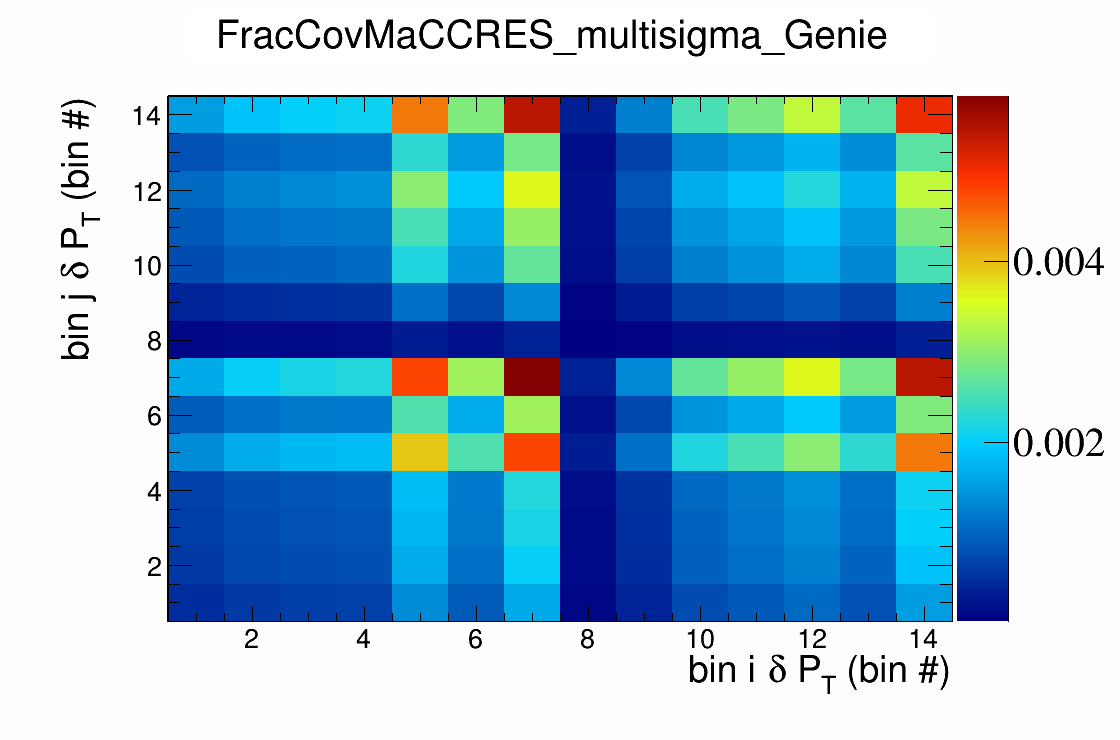 FracCovMaCCRES_multisigma_Genie
bin j δ P_T (bin #)
14
12
10
8
6
4
2
2 4 6 8 10 12 14
bin i δ P_T (bin #)
0.004
0.002